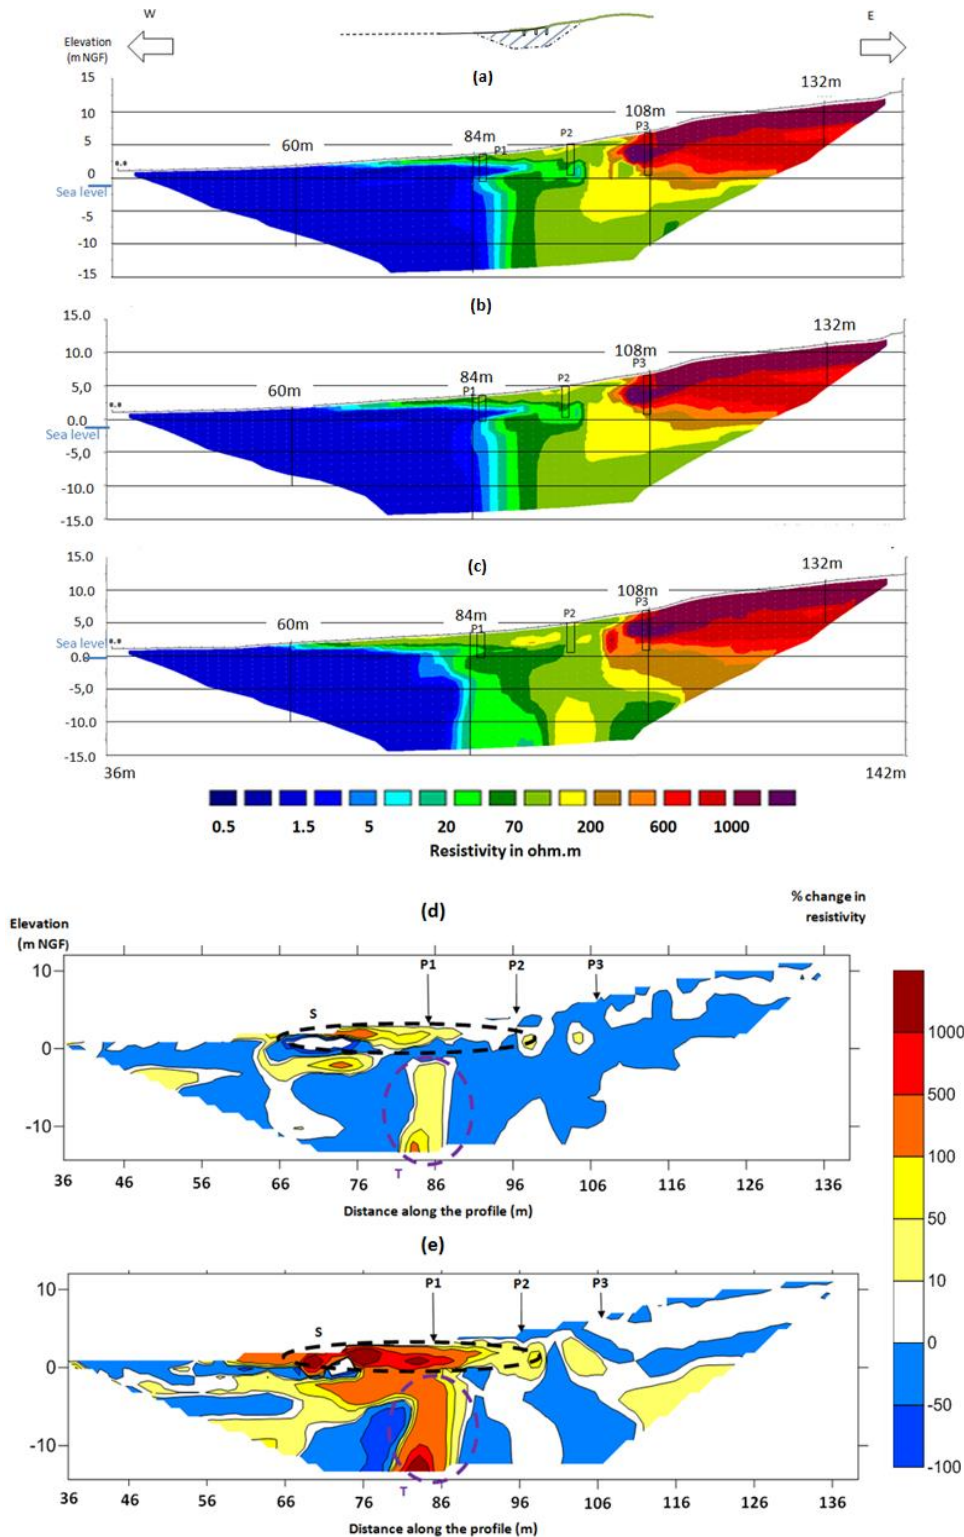 W
E
Elevation
(m NGF)
(a)
15
10
5
0
Sea level
-5
-10
-15
0.0
60m
84m
P1
P2
108m
P3
132m
(b)
15.0
10.0
5,0
0.0
Sea level
-5,0
-10.0
-15.0
0.0
60m
84m
P1
P2
108m
P3
132m
(c)
15.0
10.0
5,0
Sea level
0.0
-5,0
-10.0
-15.0
0.0
60m
84m
P1
P2
108m
P3
132m
36m
142m
0.5 1.5 5 20 70 200 600 1000
Resistivity in ohm.m
% change in
resistivity
Elevation
(m NGF)
(d)
10
0
-10
S
P1
P2
P3
T
36 46 56 66 76 86 96 106 116 126 136
Distance along the profile (m)
1000
500
100
50
10
0
-50
-100
(e)
10
0
-10
S
P1
P2
P3
T
36 46 56 66 76 86 96 106 116 126 136
Distance along the profile (m)